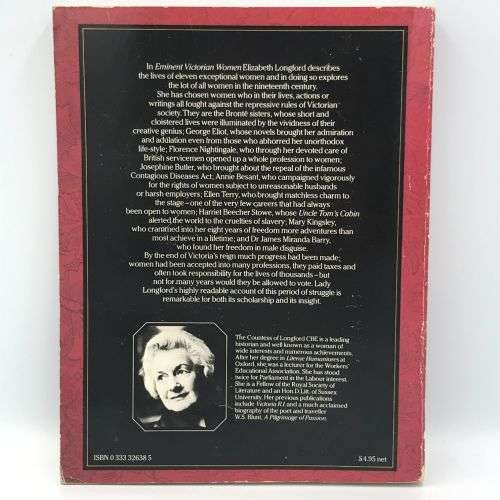 In Eminent Victorian Women Elizabeth Longford describes
the lives of eleven exceptional women and in doing so explores
the lot of all women in the nineteenth century.
She has chosen women who in their lives, actions or
writings all fought against the repressive rules of Victorian
society. They are the Brontë sisters, whose short and
cloistered lives were illuminated by the vividness of their
creative genius; George Eliot, whose novels brought her admiration
and adulation even from those who abhorred her unorthodox
life-style; Florence Nightingale, who through her devoted care of
British servicemen opened up a whole profession to women;
Josephine Butler, who brought about the repeal of the infamous
Contagious Diseases Act; Annie Besant, who campaigned vigorously
for the rights of women subject to unreasonable husbands
or harsh employers; Ellen Terry, who brought matchless charm to
the stage – one of the very few careers that had always
been open to women; Harriet Beecher Stowe, whose Uncle Tom's Cabin
alerted the world to the cruelties of slavery; Mary Kingsley,
who crammed into her eight years of freedom more adventures than
most achieve in a lifetime; and Dr James Miranda Barry,
who found her freedom in male disguise.
By the end of Victoria's reign much progress had been made;
women had been accepted into many professions, they paid taxes and
often took responsibility for the lives of thousands – but
not for many years would they be allowed to vote. Lady
Longford's highly readable account of this period of struggle is
remarkable for both its scholarship and its insight.
The Countess of Longford CBE is a leading
historian and well known as a woman of
wide interests and numerous achievements.
After her degree in Literae Humaniores at
Oxford, she was a lecturer for the Workers'
Educational Association. She has stood
twice for Parliament in the Labour interest.
She is a Fellow of the Royal Society of
Literature and an Hon D.Litt. of Sussex
University. Her previous publications
include Victoria R.I. and a much acclaimed
biography of the poet and traveller
W.S. Blunt, A Pilgrimage of Passion.
ISBN 0 333 32638 5
£4.95 net